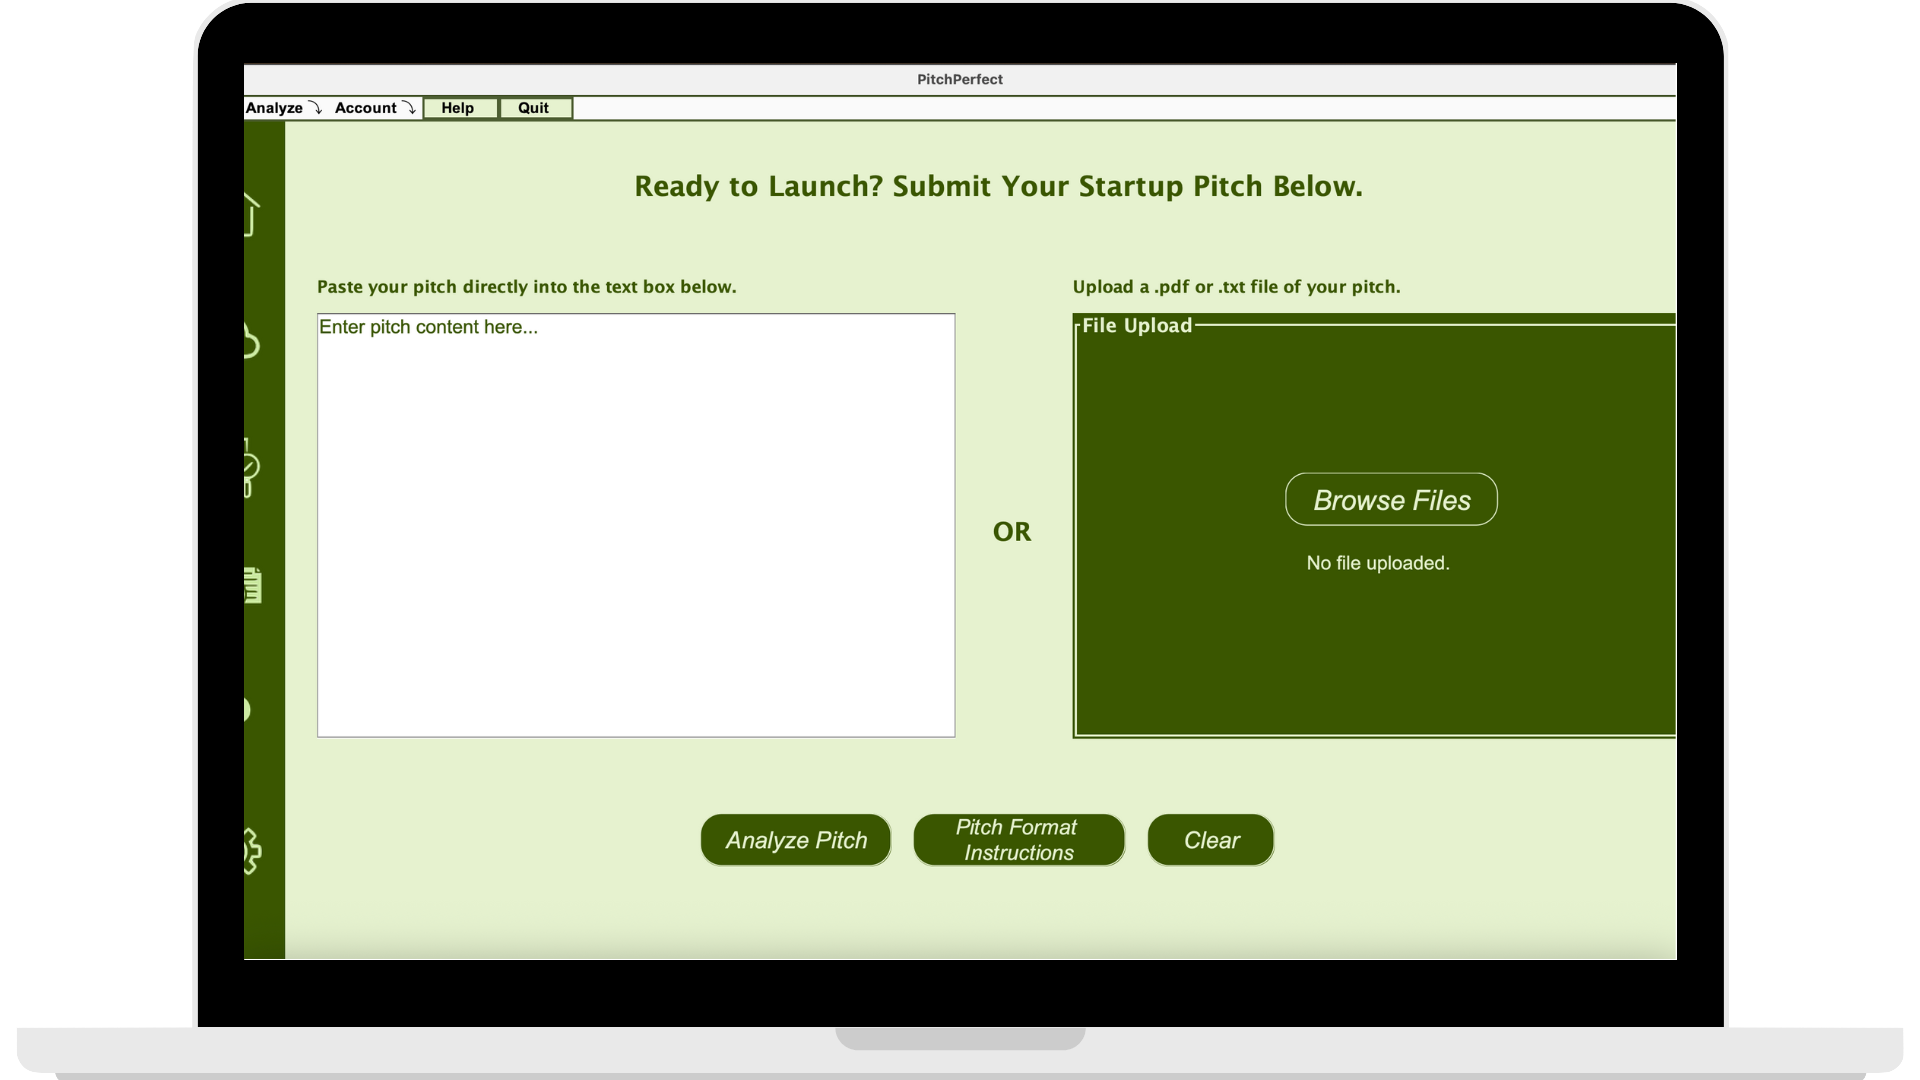 PitchPerfect
Analyze Account Help Quit
Ready to Launch? Submit Your Startup Pitch Below.
Paste your pitch directly into the text box below.
Enter pitch content here...
OR
Upload a .pdf or .txt file of your pitch.
File Upload
Browse Files
No file uploaded.
Analyze Pitch
Pitch Format
Instructions
Clear